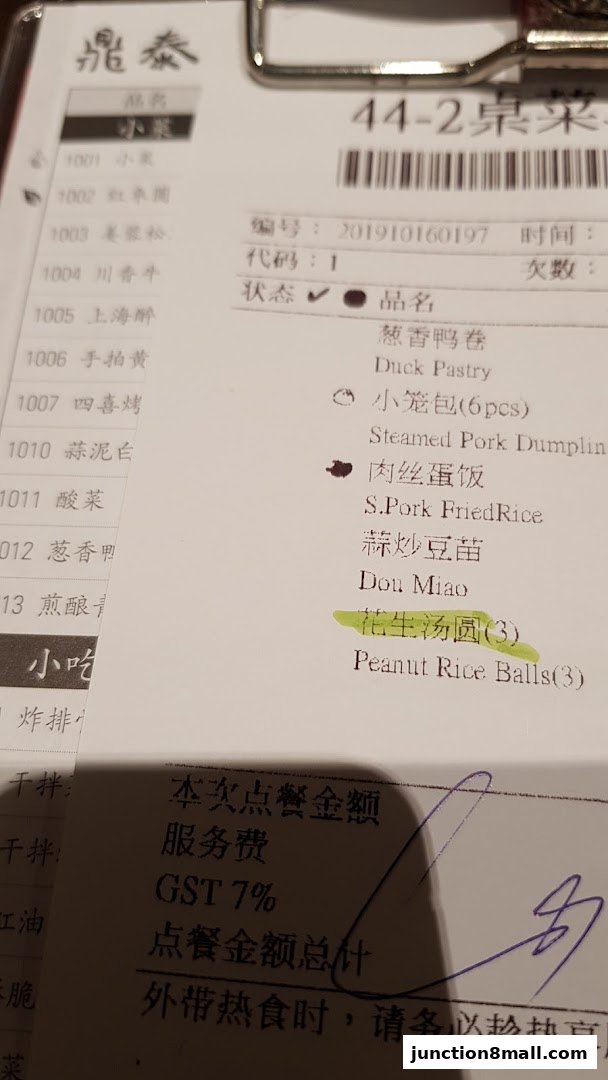 鼎泰
品名
小菜
1001 小菜
1002
1003
1004 川香牛
1005 上海醉
1006 手拍黄
1007 四喜烤
1010 蒜泥白
1011 酸菜
012 葱香鸭
13 煎酿青
小吃
炸排骨
干拌
干拌
红油
脆
菜
44-2桌菜
编号：201910160197 时间：
代码：1 次数：
状态 ✔ ● 品名
葱香鸭卷
Duck Pastry
小笼包(6pcs)
Steamed Pork Dumplin
肉丝蛋饭
S.Pork FriedRice
蒜炒豆苗
Dou Miao
花生汤圆(3)
Peanut Rice Balls(3)
本次点餐金额
服务费
GST 7%
点餐金额总计
外带热食时，请务必趁热享
junction8mall.com